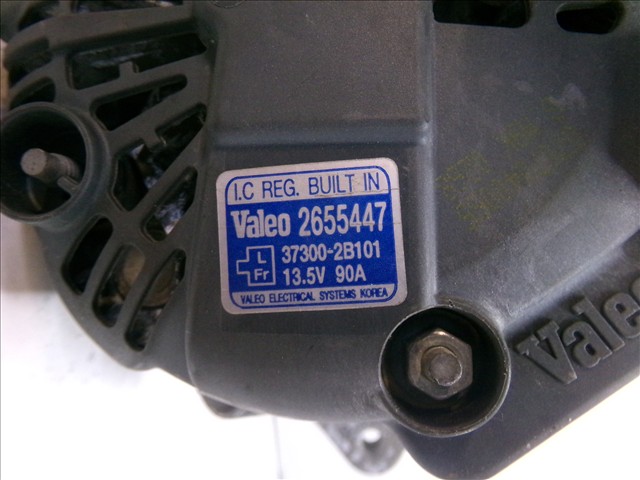 I.C REG. BUILT IN
Valeo 2655447
L
Fr
37300-2B101
13.5V 90A
VALEO ELECTRICAL SYSTEMS KOREA
Valeo